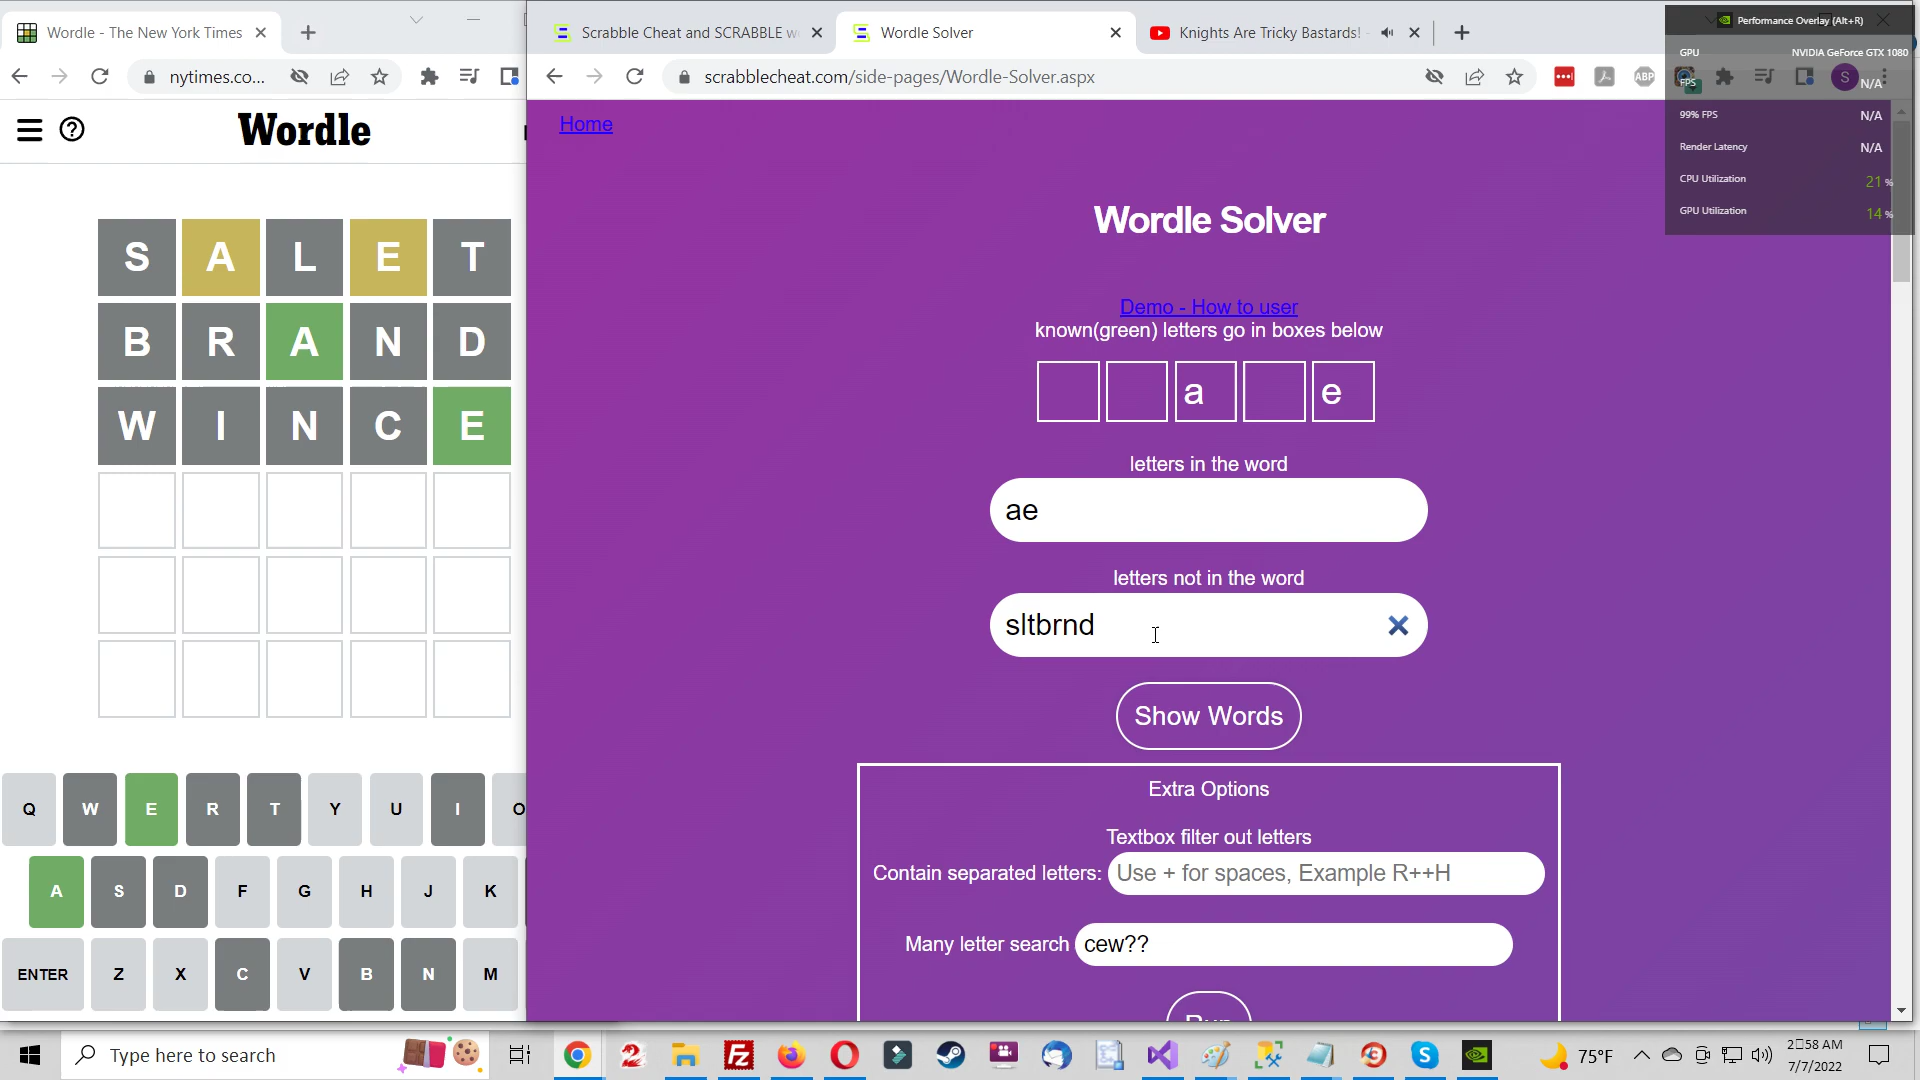 Wordle - The New York Times
nytimes.co...
Wordle
S A L E T
B R A N D
W I N C E
Q W E R T Y U I O
A S D F G H J K
ENTER Z X C V B N M
Scrabble Cheat and SCRABBLE w
Wordle Solver
Knights Are Tricky Bastards! -
scrabblecheat.com/side-pages/Wordle-Solver.aspx
ABP
S
Performance Overlay (Alt+R)
GPU NVIDIA GeForce GTX 1080
FPS N/A
99% FPS N/A
Render Latency N/A
CPU Utilization 21 %
GPU Utilization 14 %
Home
Wordle Solver
Demo - How to user
known(green) letters go in boxes below
a e
letters in the word
ae
letters not in the word
sltbrnd
Show Words
Extra Options
Textbox filter out letters
Contain separated letters: Use + for spaces, Example R++H
Many letter search cew??
Run
Type here to search
75°F
2:58 AM
7/7/2022